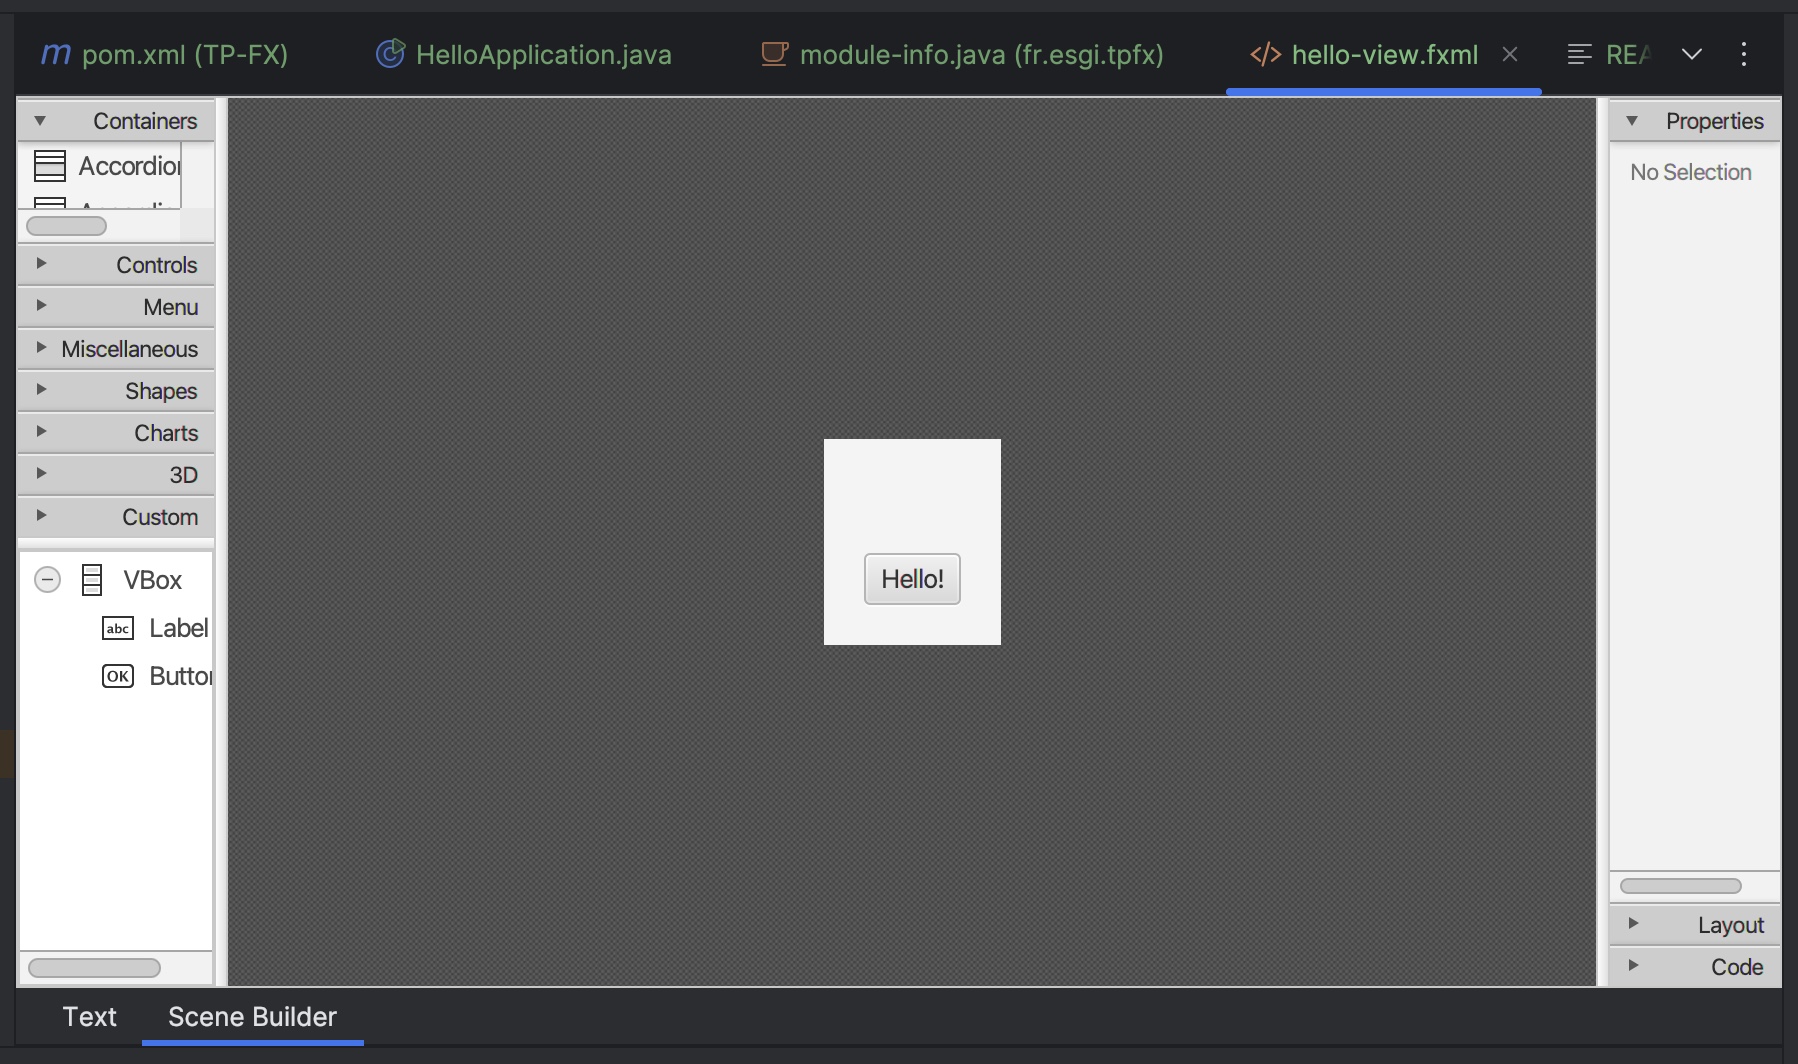 m pom.xml (TP-FX) HelloApplication.java module-info.java (fr.esgi.tpfx) </> hello-view.fxml REA
Containers
Accordion
Controls
Menu
Miscellaneous
Shapes
Charts
3D
Custom
VBox
abc Label
OK Button
Hello!
Properties
No Selection
Layout
Code
Text Scene Builder